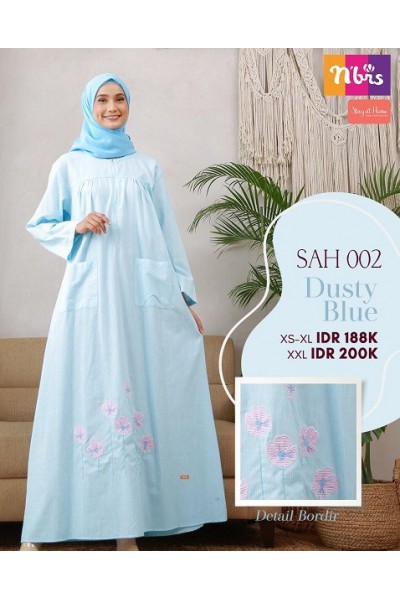 n'bis
Stay at Home
SAH 002
Dusty
Blue
XS-XL IDR 188K
XXL IDR 200K
Detail Bordir